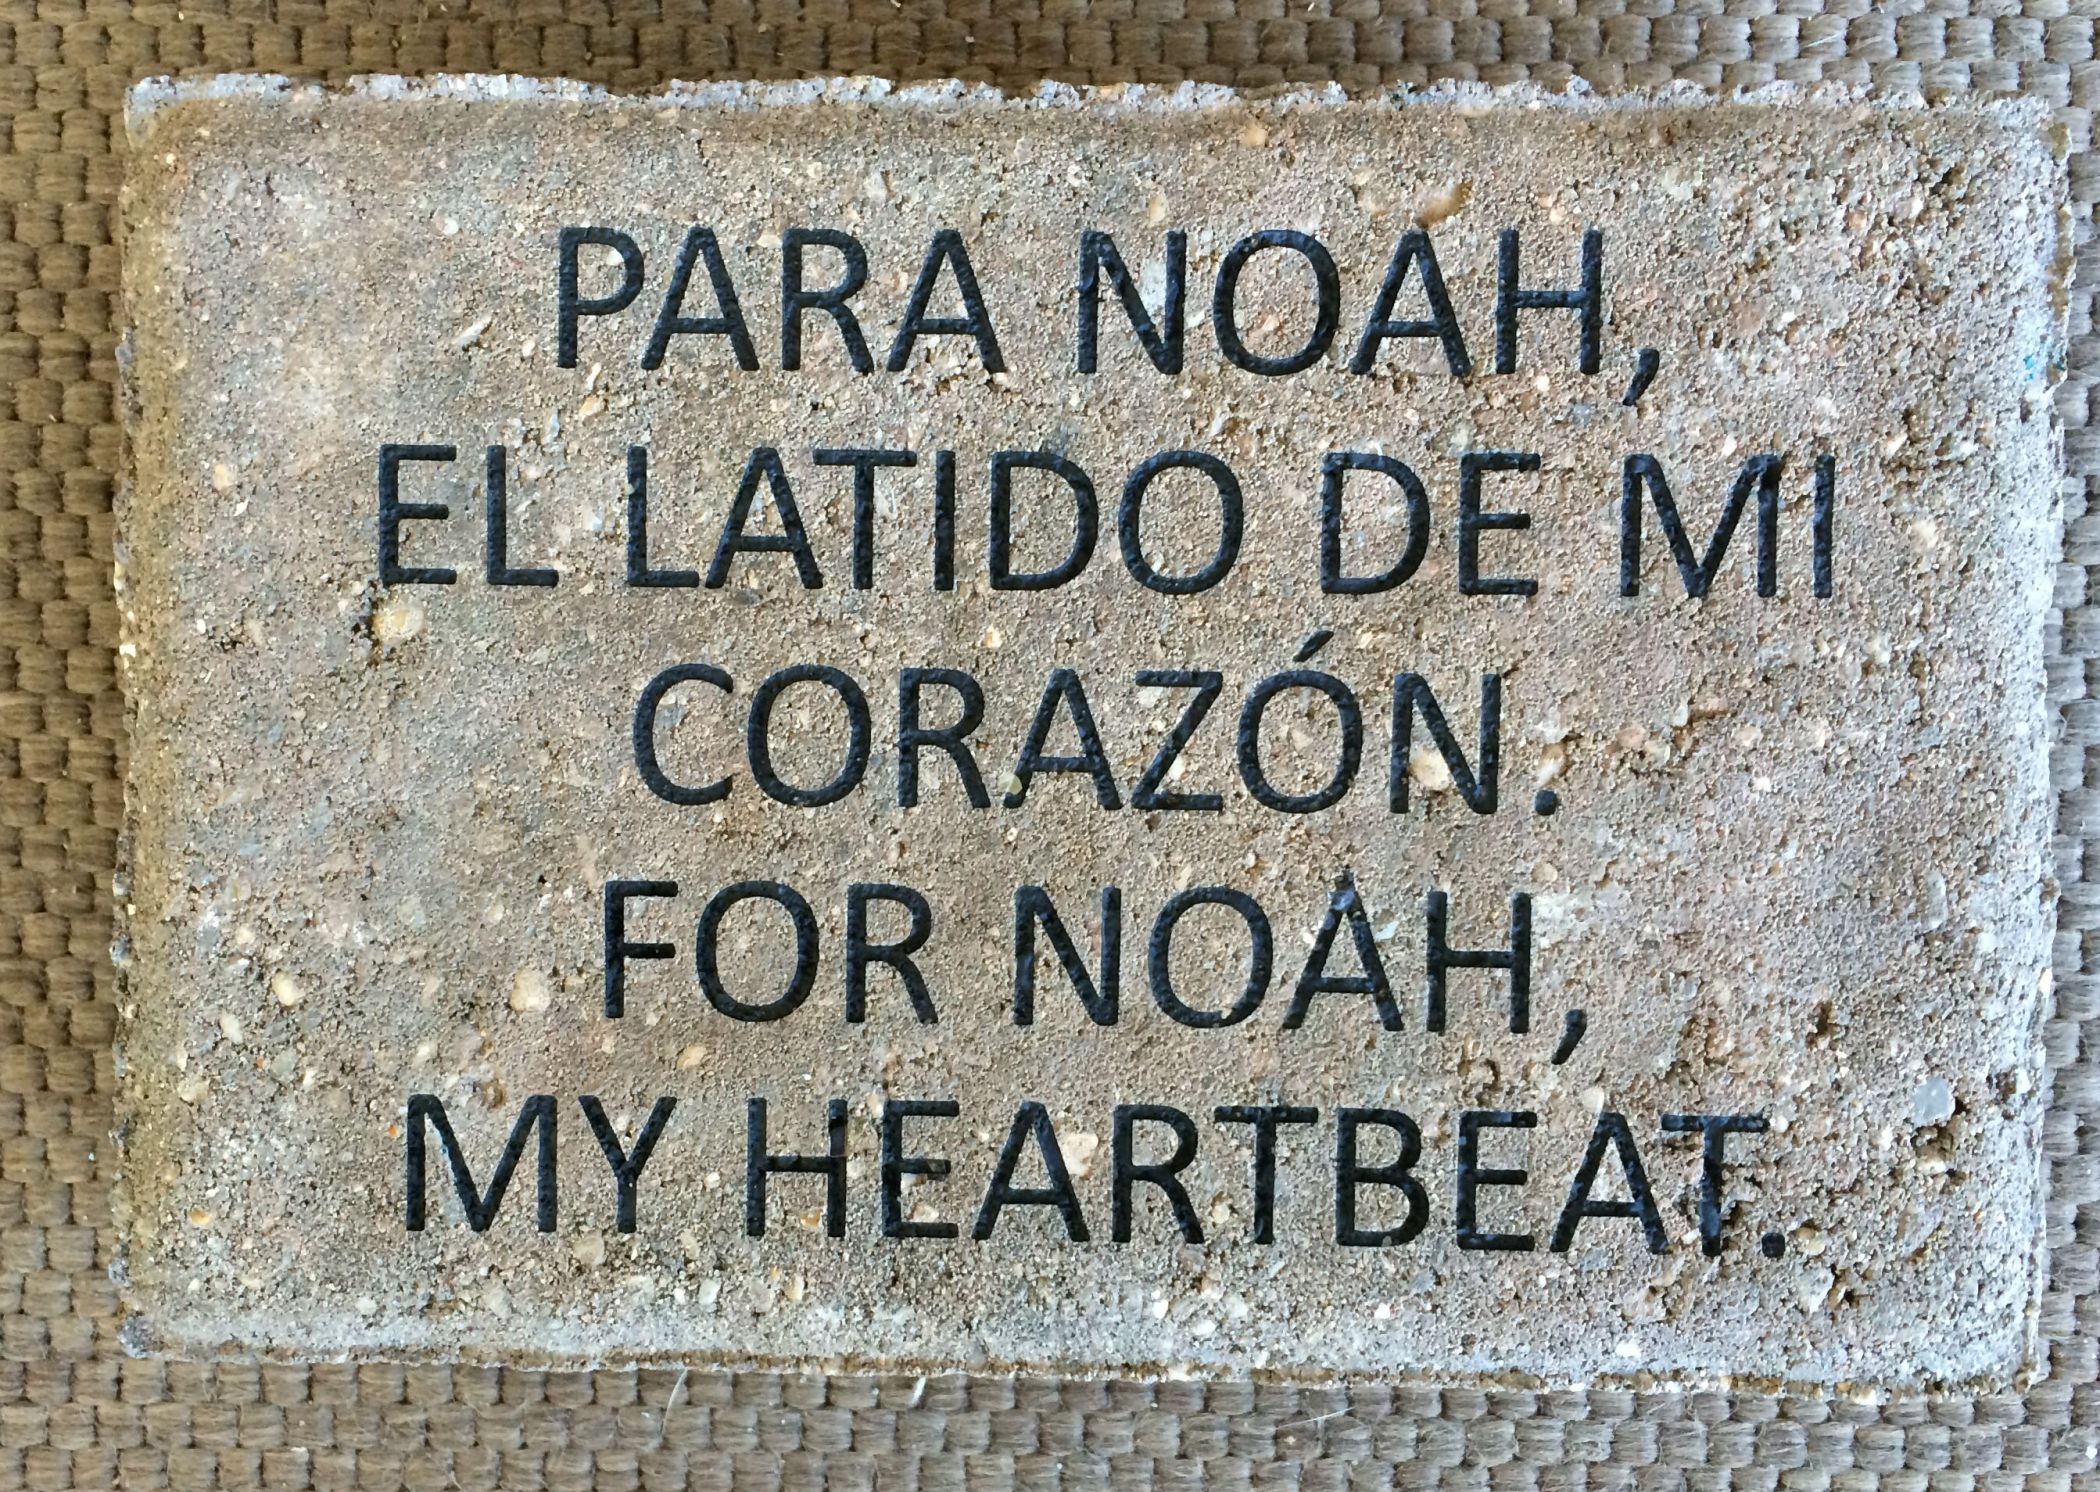 PARA NOAH,
EL LATIDO DE MI
CORAZÓN.
FOR NOAH,
MY HEARTBEAT.